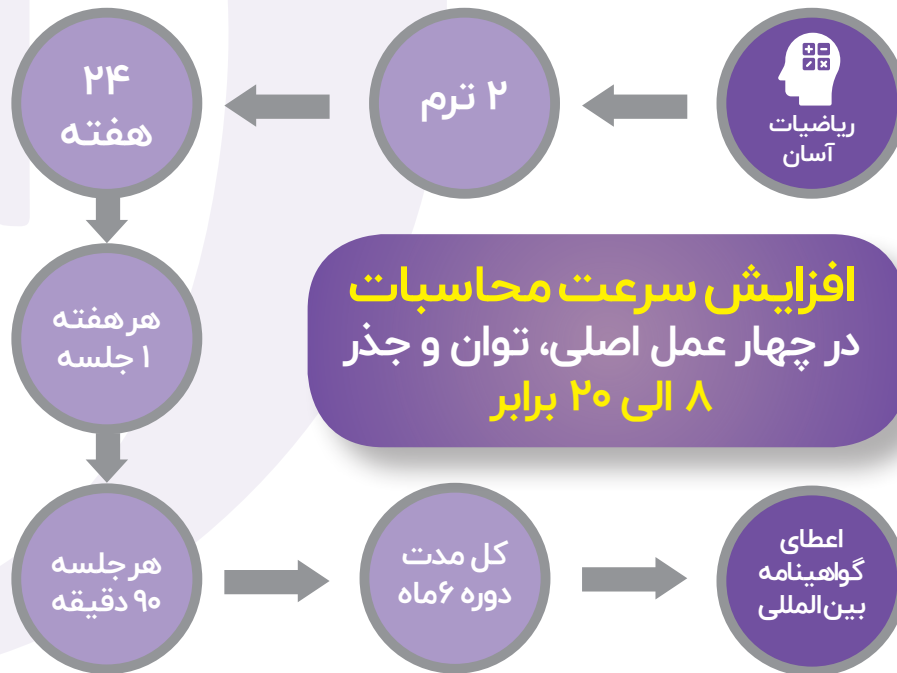 ریاضیات
آسان
۲ ترم
۲۴
هفته
هر هفته
۱ جلسه
افزایش سرعت محاسبات
در چهار عمل اصلی، توان و جذر
۸ الی ۲۰ برابر
هر جلسه
۹۰ دقیقه
کل مدت
دوره ۶ ماه
اعطای
گواهینامه
بین‌المللی